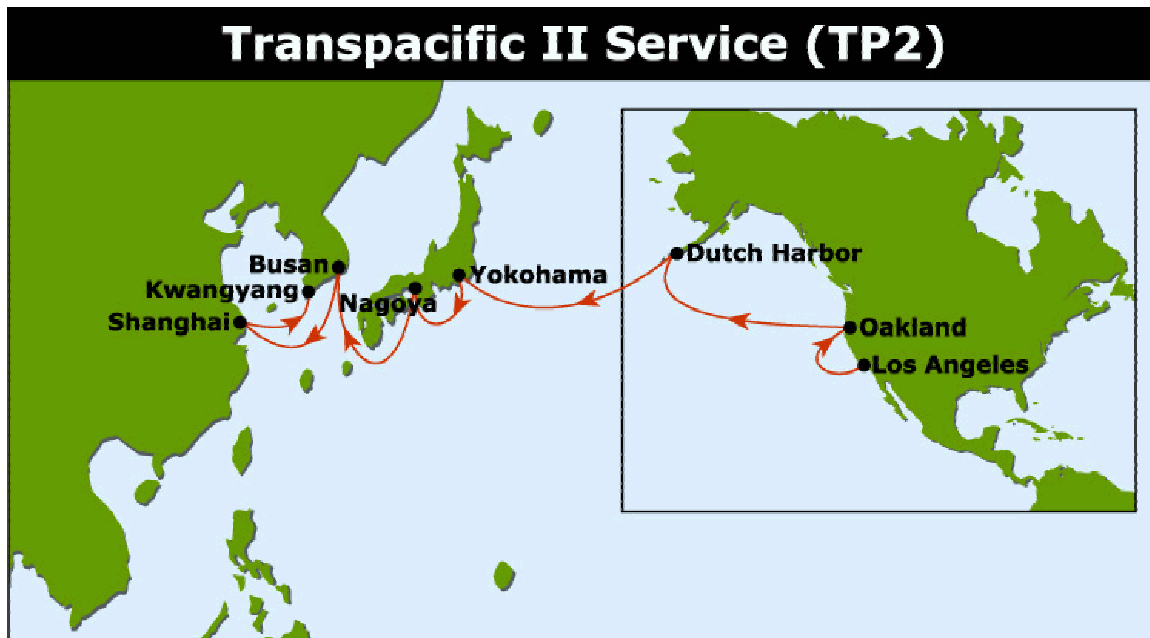 Transpacific II Service (TP2)
Busan
Kwangyang
Shanghai
Nagoya
Yokohama
Dutch Harbor
Oakland
Los Angeles